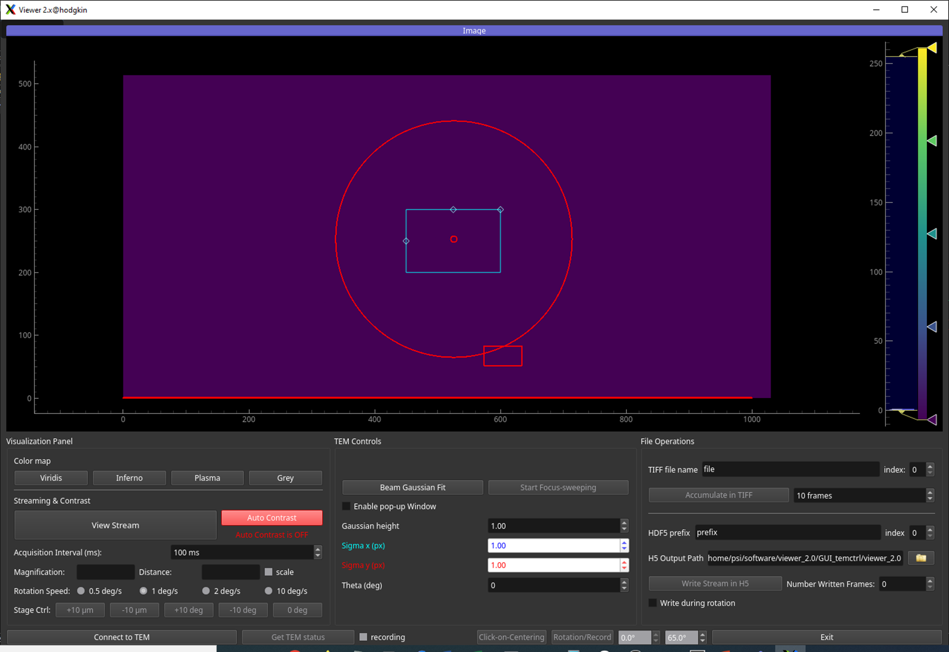 Viewer 2.x@hodgkin
Image
500
400
300
200
100
0
0 200 400 600 800 1000
250
200
150
100
50
0
Visualization Panel
Color map
Viridis Inferno Plasma Grey
Streaming & Contrast
View Stream
Auto Contrast
Auto Contrast is OFF
Acquisition Interval (ms): 100 ms
Magnification: Distance: scale
Rotation Speed: 0.5 deg/s 1 deg/s 2 deg/s 10 deg/s
Stage Ctrl: +10 µm -10 µm +10 deg -10 deg 0 deg
TEM Controls
Beam Gaussian Fit Start Focus-sweeping
Enable pop-up Window
Gaussian height 1.00
Sigma x (px) 1.00
Sigma y (px) 1.00
Theta (deg) 0
File Operations
TIFF file name file index: 0
Accumulate in TIFF 10 frames
HDF5 prefix prefix index 0
H5 Output Path home/psi/software/viewer_2.0/GUI_temctrl/viewer_2.0
Write Stream in H5 Number Written Frames: 0
Write during rotation
Connect to TEM Get TEM status recording Click-on-Centering Rotation/Record 0.0° 65.0° Exit